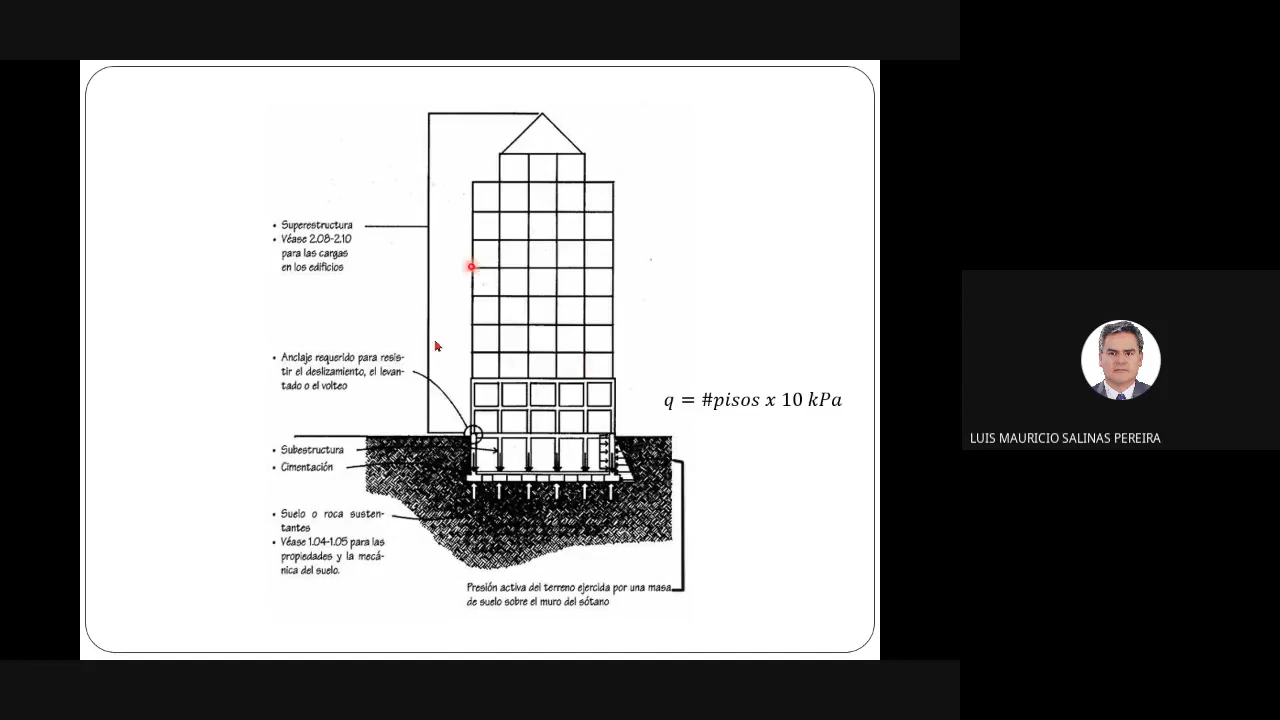 • Superestructura
• Véase 2.08-2.10
para las cargas
en los edificios
• Anclaje requerido para resis-
tir el deslizamiento, el levan-
tado o el volteo
q = #pisos x 10 kPa
• Subestructura
• Cimentación
• Suelo o roca susten-
tantes
• Véase 1.04-1.05 para las
propiedades y la mecá-
nica del suelo.
Presión activa del terreno ejercida por una masa
de suelo sobre el muro del sótano
LUIS MAURICIO SALINAS PEREIRA